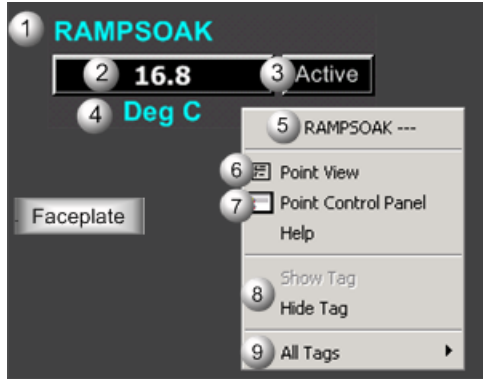 1 RAMPSOAK
2 16.8 3 Active
4 Deg C
5 RAMPSOAK ---
6 Point View
7 Point Control Panel
Faceplate
Help
Show Tag
8
Hide Tag
9 All Tags